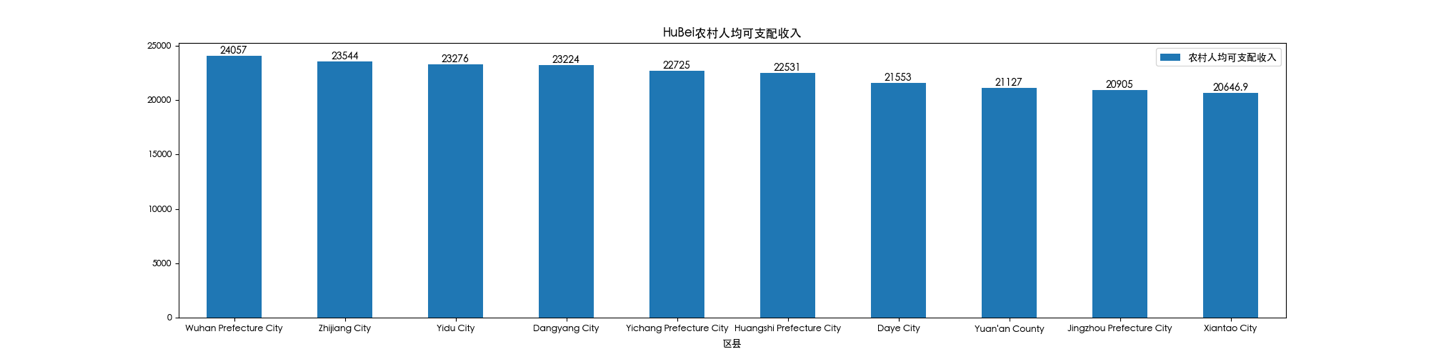 HuBei农村人均可支配收入
25000
20000
15000
10000
5000
0
24057
23544
23276
23224
22725
22531
21553
21127
20905
20646.9
农村人均可支配收入
Wuhan Prefecture City
Zhijiang City
Yidu City
Dangyang City
Yichang Prefecture City
Huangshi Prefecture City
Daye City
Yuan'an County
Jingzhou Prefecture City
Xiantao City
区县